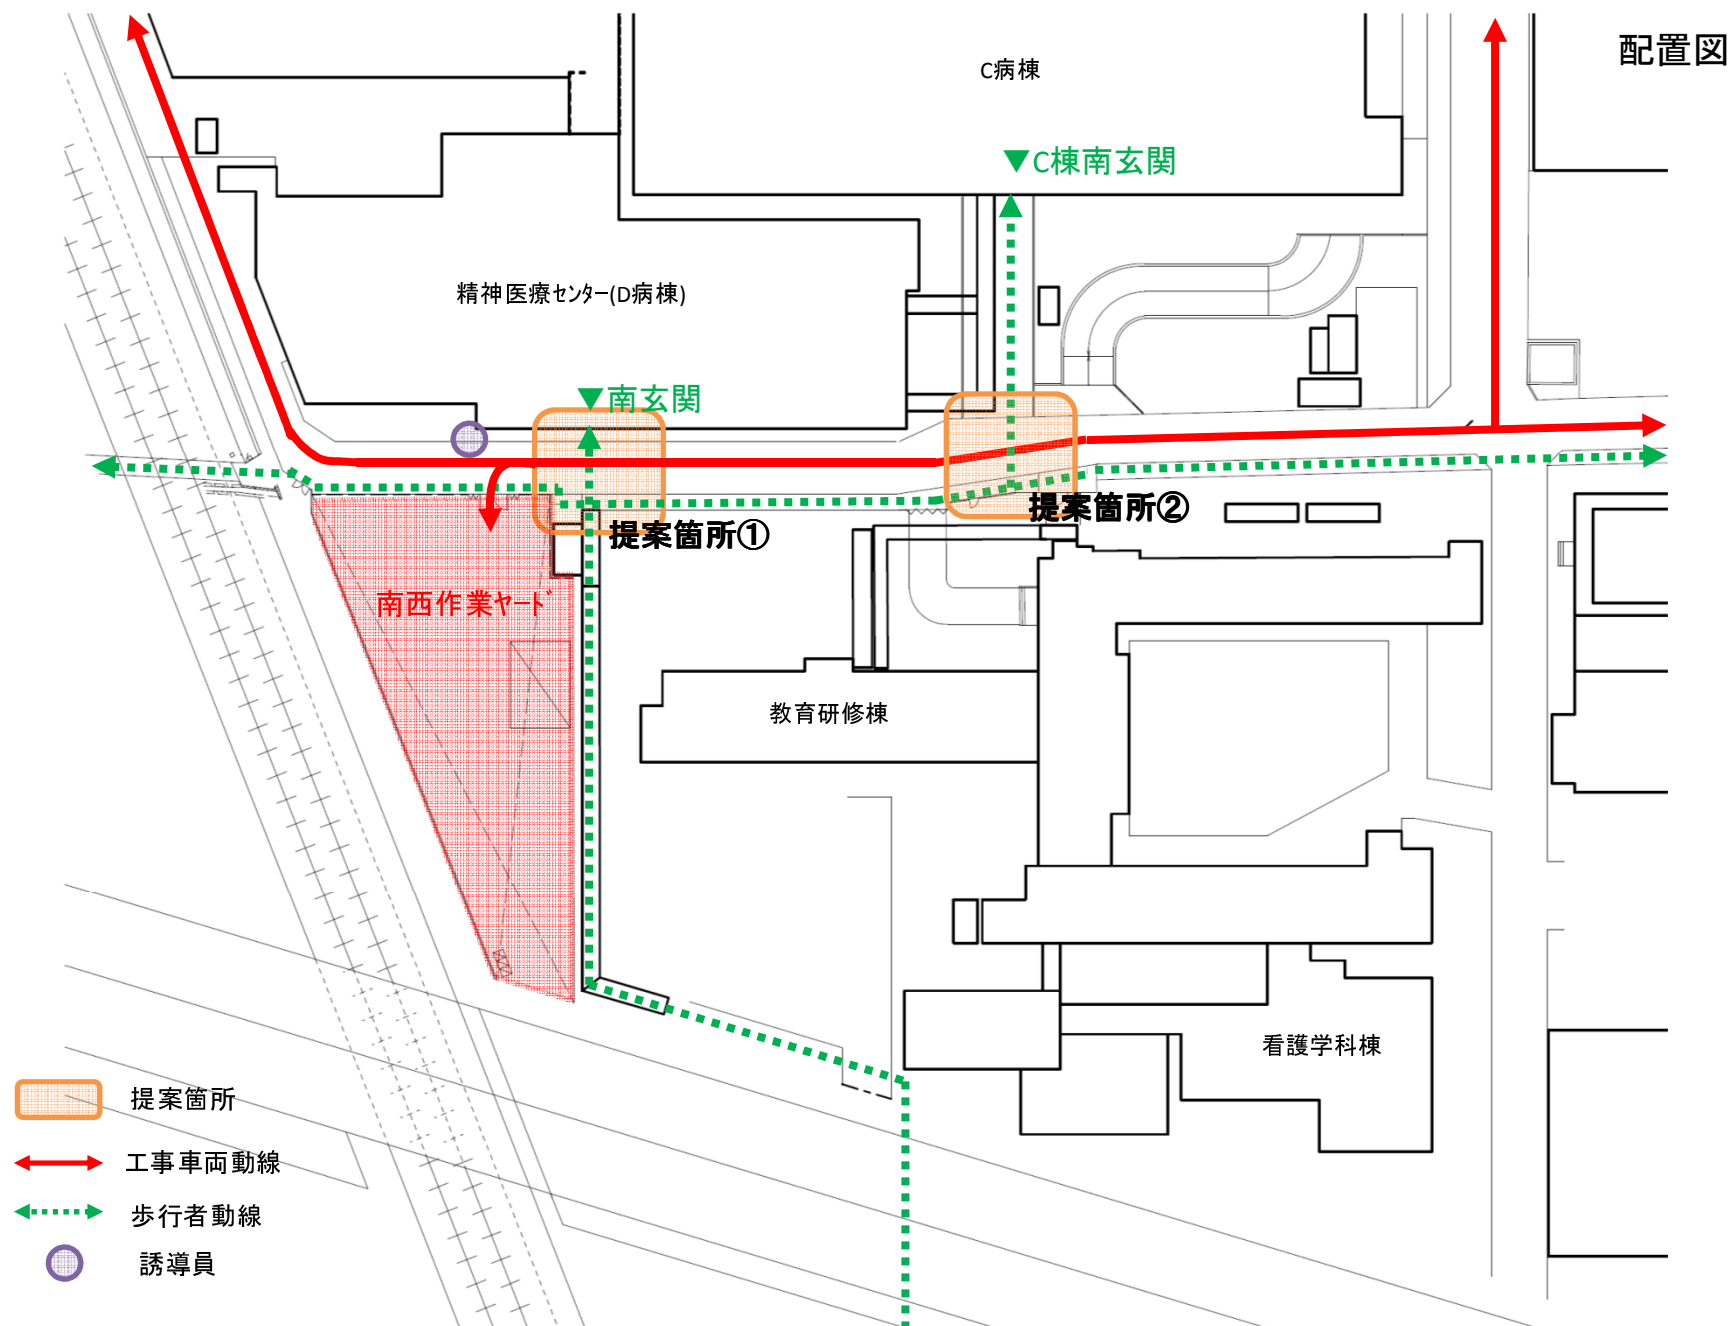 配置図
C病棟
▼C棟南玄関
精神医療ｾﾝﾀｰ(D病棟)
▼南玄関
提案箇所②
提案箇所①
南西作業ﾔｰﾄﾞ
教育研修棟
看護学科棟
提案箇所
工事車両動線
歩行者動線
誘導員